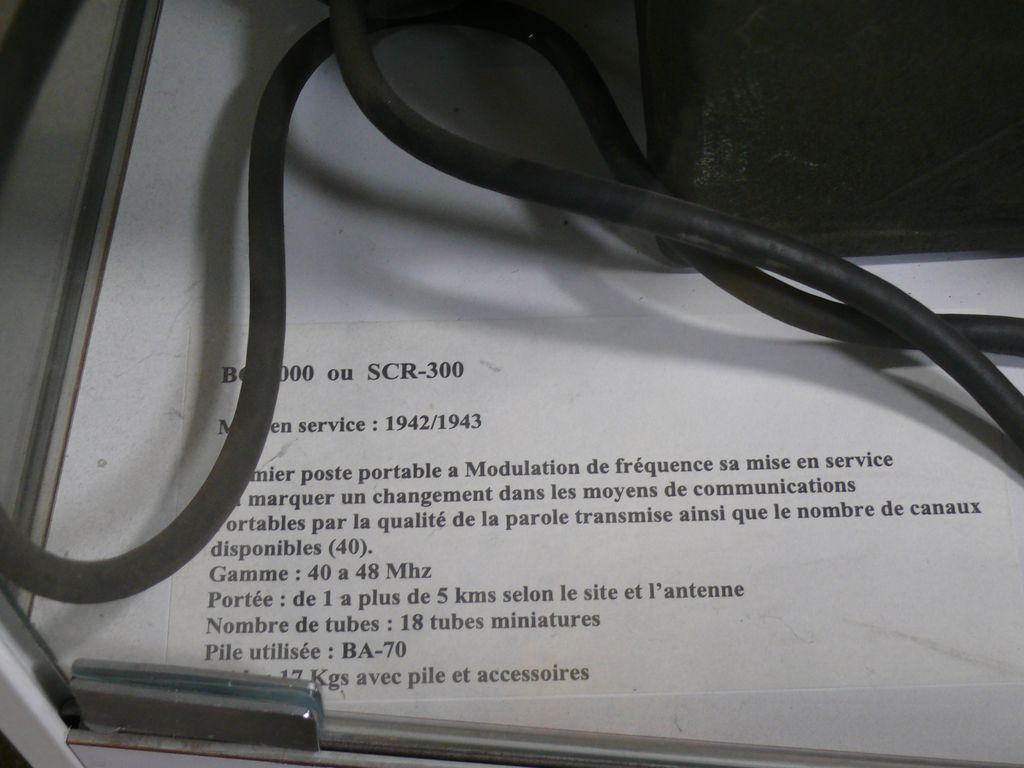 ou SCR-300
en service : 1942/1943
poste portable a Modulation de fréquence sa mise en service
marquer un changement dans les moyens de communications
par la qualité de la parole transmise ainsi que le nombre de canaux
disponibles (40).
Gamme : 40 a 48 Mhz
Portée : de 1 a plus de 5 kms selon le site et l'antenne
Nombre de tubes : 18 tubes miniatures
Pile utilisée : BA-70
17 Kgs avec pile et accessoires